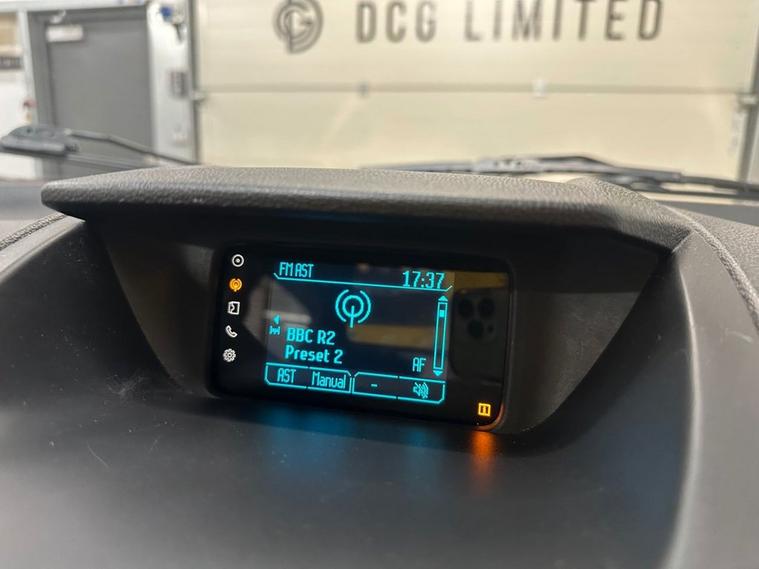 DCG LIMITED
FM AST
17:37
BBC R2
Preset 2
AF
AST
Manual
-